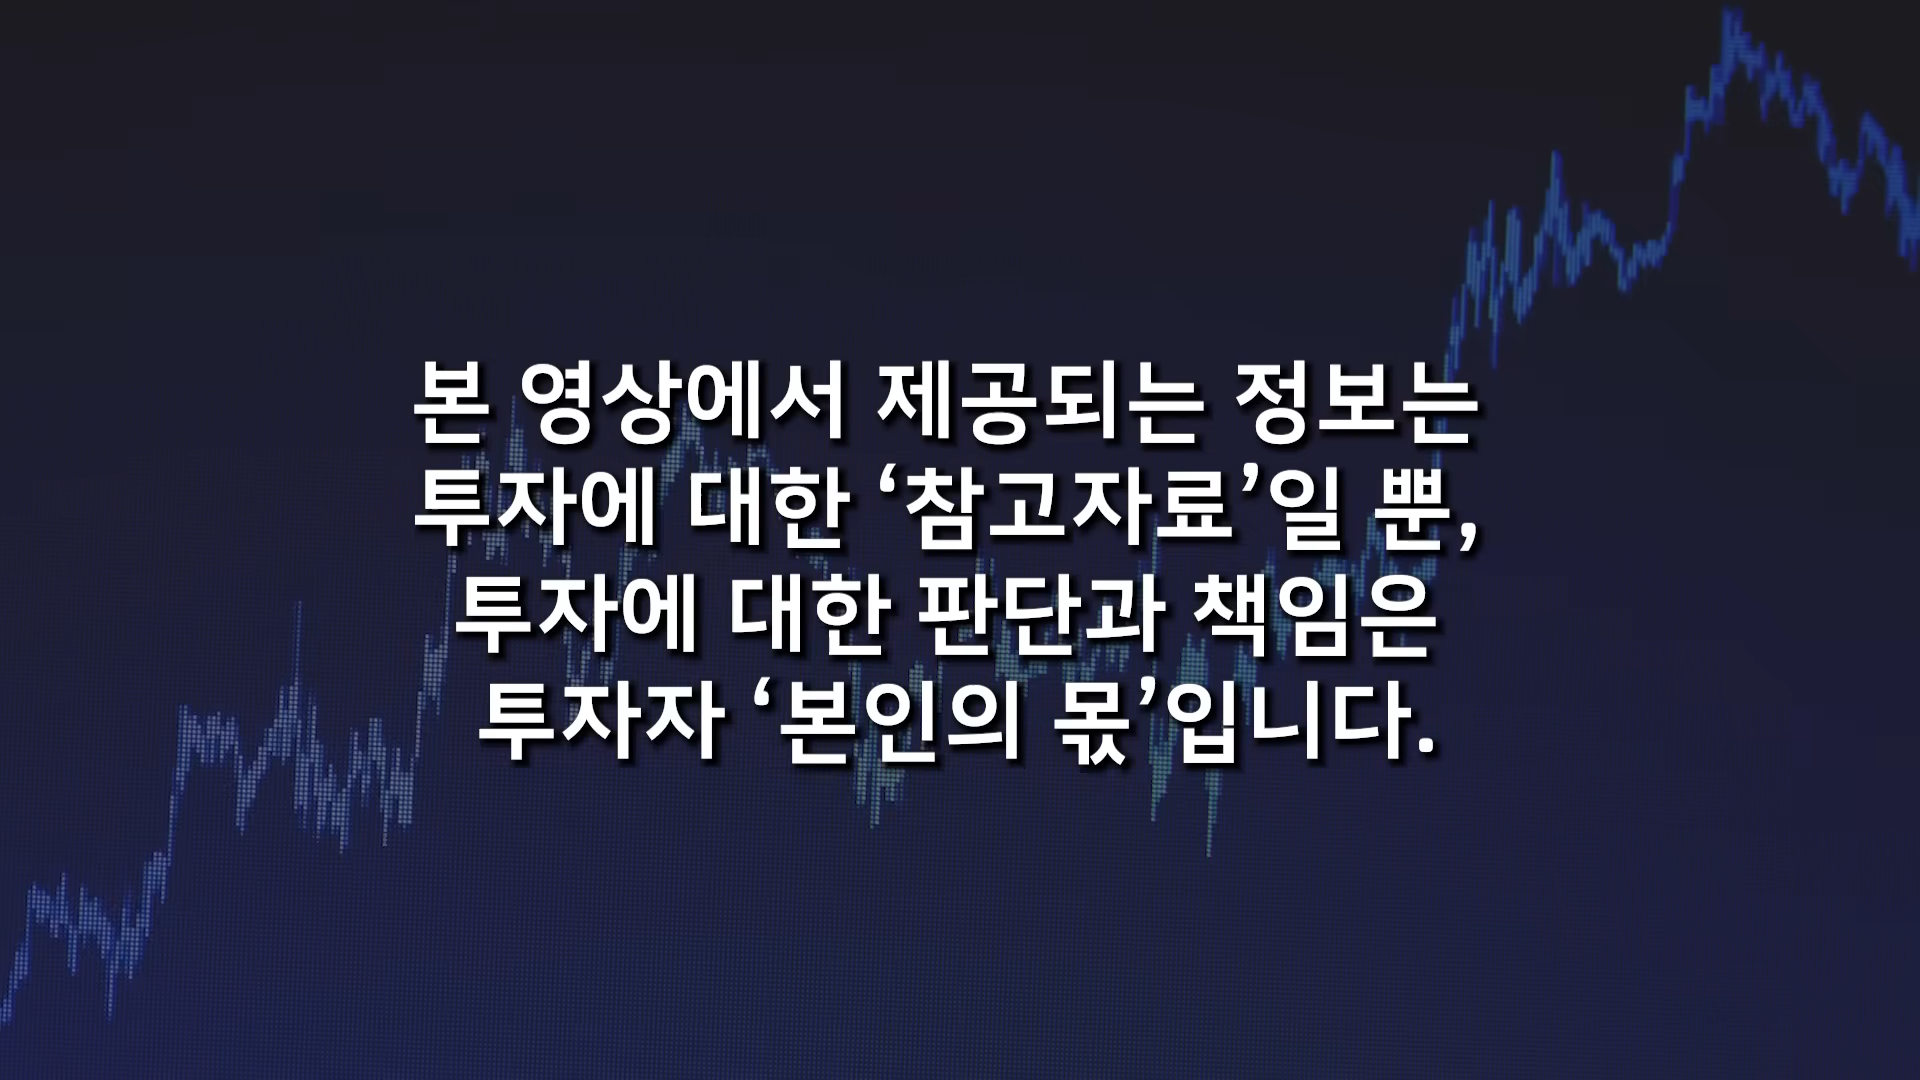 본 영상에서 제공되는 정보는
투자에 대한 ‘참고자료’일 뿐,
투자에 대한 판단과 책임은
투자자 ‘본인의 몫’입니다.